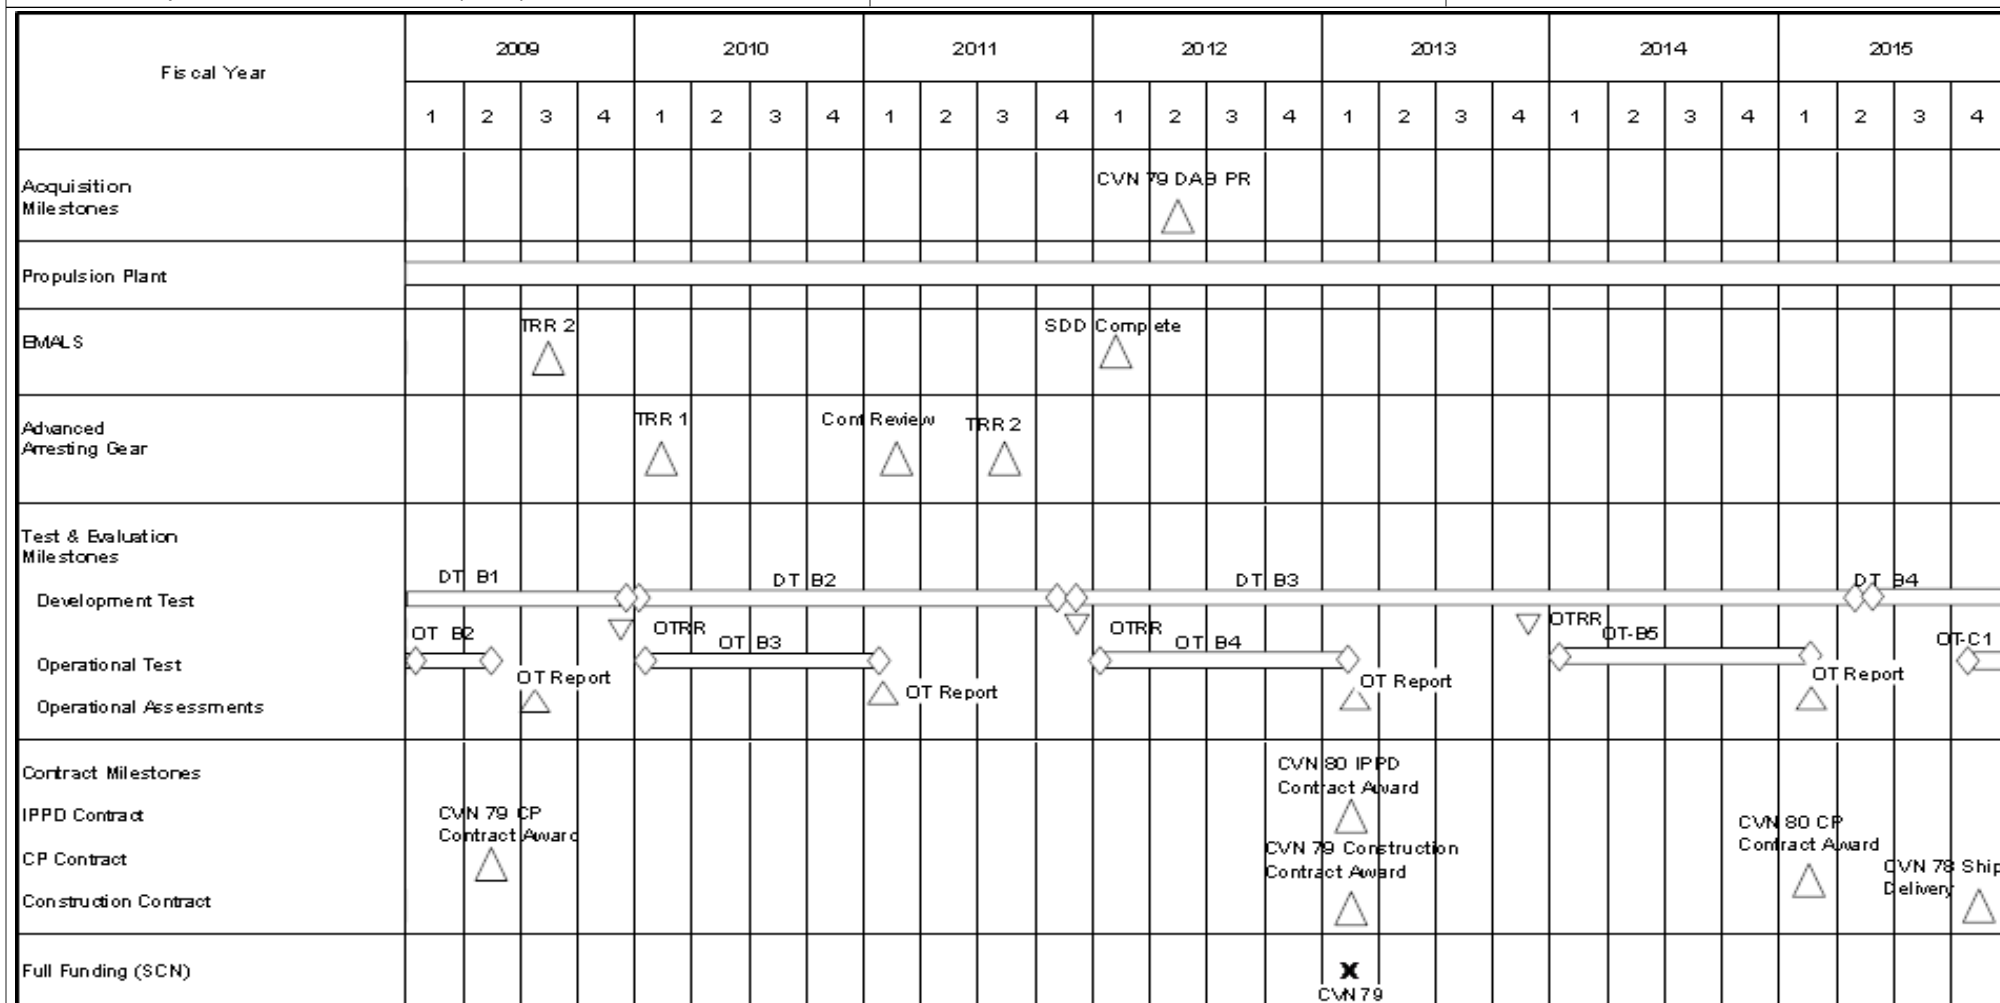 Fiscal Year
2009 2010 2011 2012 2013 2014 2015
1 2 3 4 1 2 3 4 1 2 3 4 1 2 3 4 1 2 3 4 1 2 3 4 1 2 3 4
Acquisition
Milestones
CVN 79 DAB PR
Propulsion Plant
EMALS
TRR 2
SDD Complete
Advanced
Arresting Gear
TRR 1
Cont Review
TRR 2
Test & Evaluation
Milestones
DT B1
DT B2
DT B3
DT B4
Development Test
OTRR
OTRR
OTRR
OT B2
OT B3
OT B4
OT-B5
OT-C1
Operational Test
OT Report
OT Report
OT Report
OT Report
Operational Assessments
Contract Milestones
CVN 80 IPPD
Contract Award
IPPD Contract
CVN 79 CP
Contract Award
CVN 80 CP
Contract Award
CP Contract
CVN 79 Construction
Contract Award
CVN 78 Ship
Delivery
Construction Contract
Full Funding (SCN)
X
CVN 79